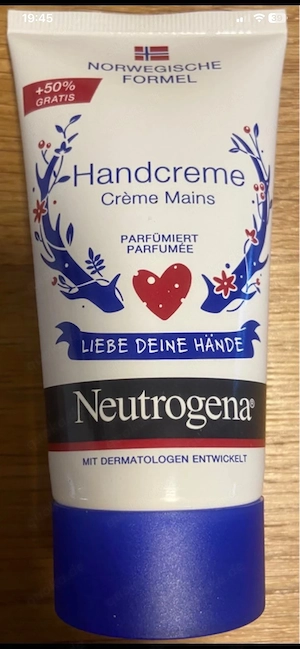 19:45
NORWEGISCHE
FORMEL
+50%
GRATIS
Handcreme
Crème Mains
PARFÜMIERT
PARFUMÉE
LIEBE DEINE HÄNDE
Neutrogena®
MIT DERMATOLOGEN ENTWICKELT